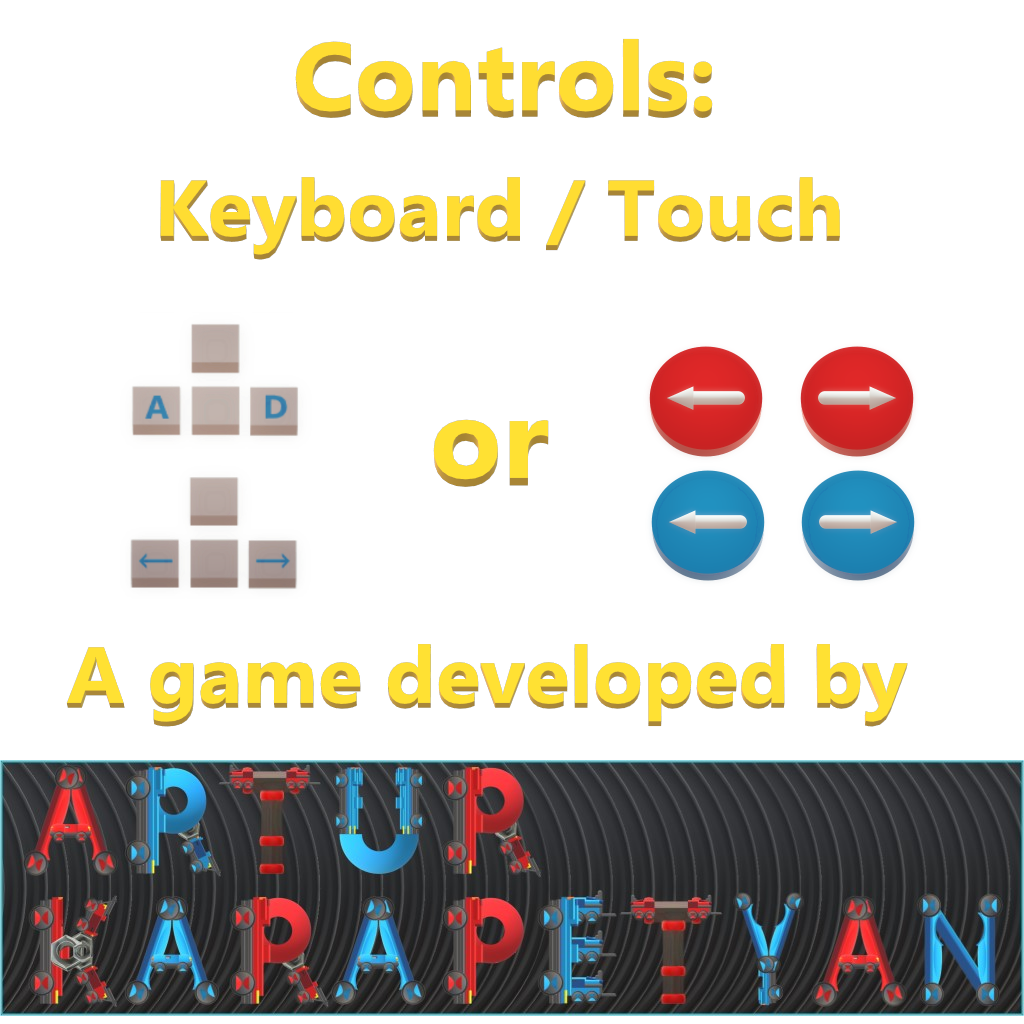 Controls:
Keyboard / Touch
A D
or
← →
A game developed by
ARTUR
KARAPETYAN